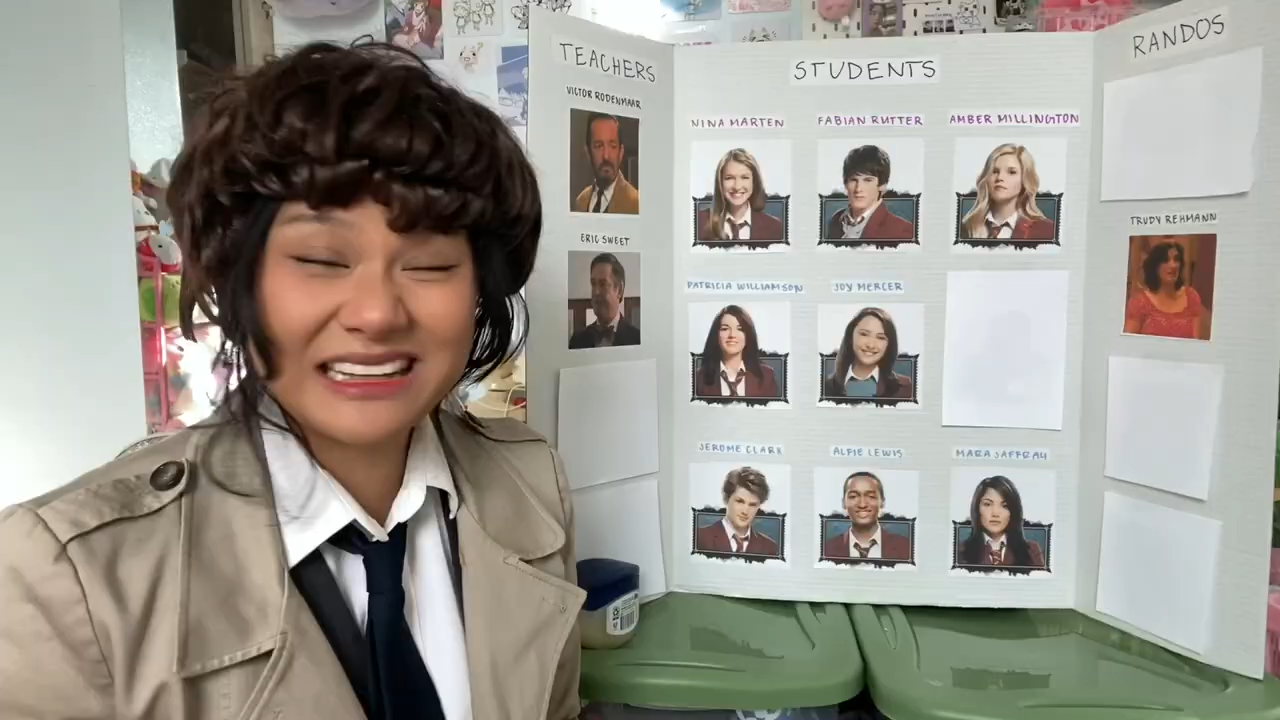 TEACHERS
VICTOR RODENMAAR
ERIC SWEET
STUDENTS
NINA MARTEN
FABIAN RUTTER
AMBER MILLINGTON
PATRICIA WILLIAMSON
JOY MERCER
JEROME CLARK
ALFIE LEWIS
MARA JAFFRAY
RANDOS
TRUDY REHMANN